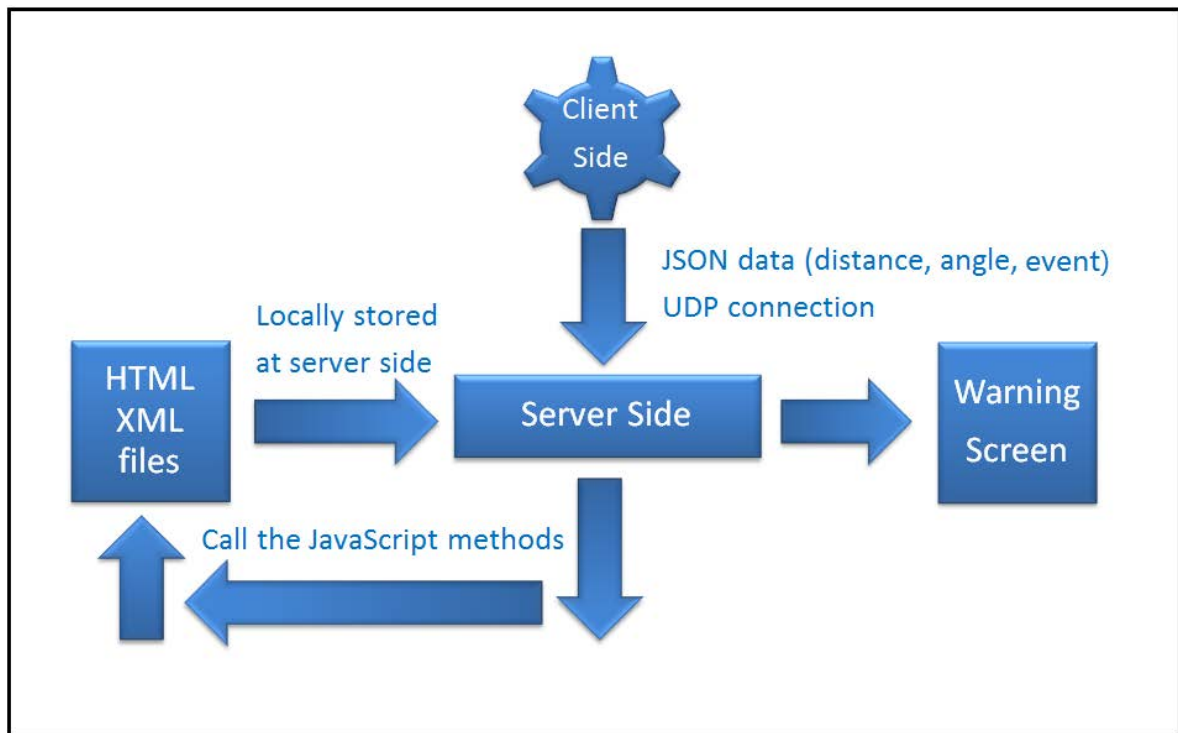 Client
Side
JSON data (distance, angle, event)
UDP connection
Locally stored
at server side
HTML
XML
files
Server Side
Warning
Screen
Call the JavaScript methods